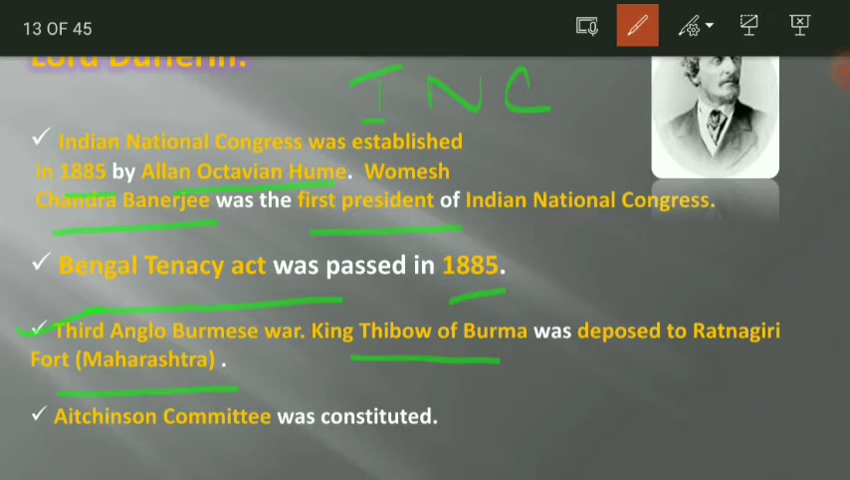 13 OF 45
Lord Dufferin.
INC
✓ Indian National Congress was established
in 1885 by Allan Octavian Hume. Womesh
Chandra Banerjee was the first president of Indian National Congress.
✓ Bengal Tenacy act was passed in 1885.
✓ Third Anglo Burmese war. King Thibow of Burma was deposed to Ratnagiri
Fort (Maharashtra) .
✓ Aitchinson Committee was constituted.